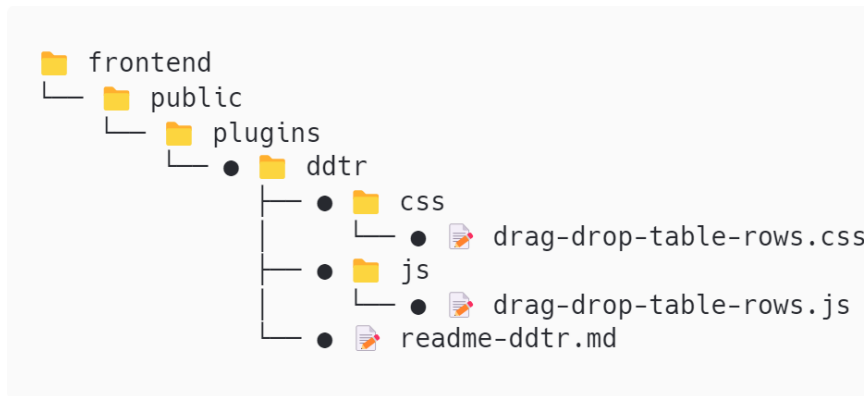 frontend
public
plugins
ddtr
css
drag-drop-table-rows.css
js
drag-drop-table-rows.js
readme-ddtr.md